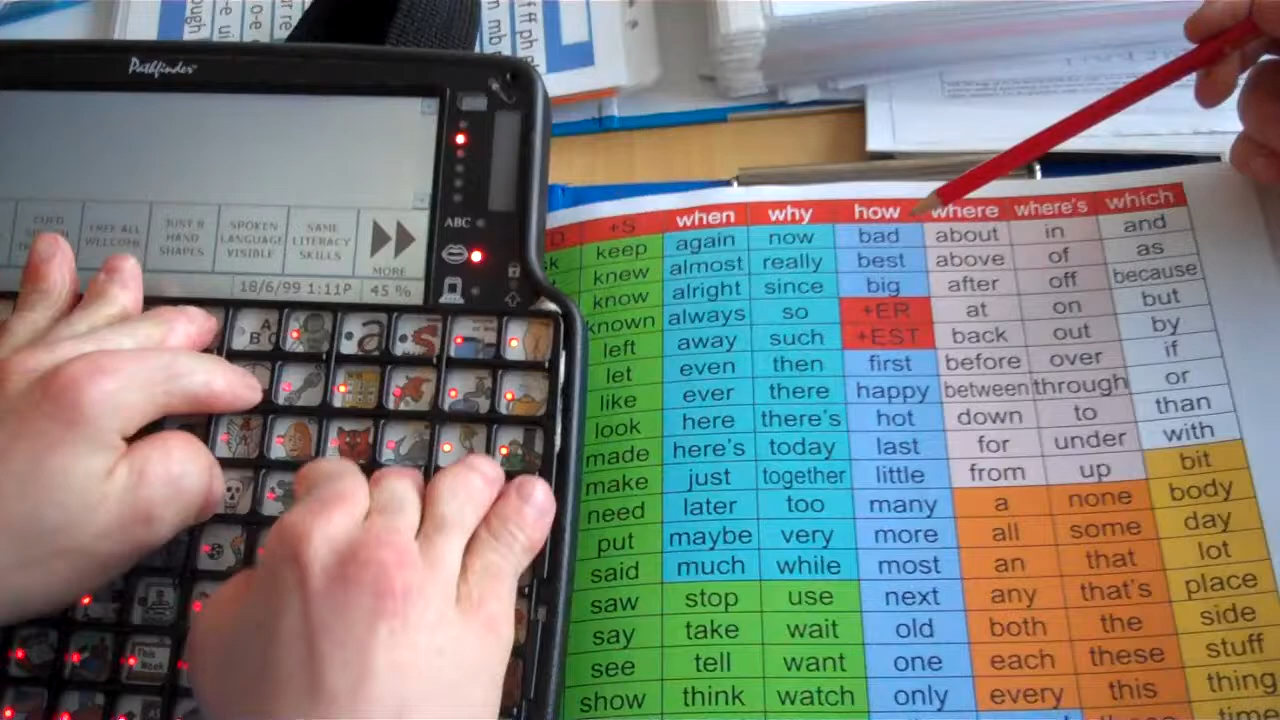 Pathfinder
ABC
CUED
FREE ALL WELLCOMB
JUST 8 HAND SHAPES
SPOKEN LANGUAGE VISIBLE
SAME LITERACY SKILLS
MORE
18/6/99 1:11P 45 %
This Week
+S when why how where where's which
keep again now bad about in and
knew almost really best above of as
know alright since big after off because
known always so +ER at on but
left away such +EST back out by
let even then first before over if
like ever there happy between through or
look here there's hot down to than
made here's today last for under with
make just together little from up bit
need later too many a none body
put maybe very more all some day
said much while most an that lot
saw stop use next any that's place
say take wait old both the side
see tell want one each these stuff
show think watch only every this thing
time